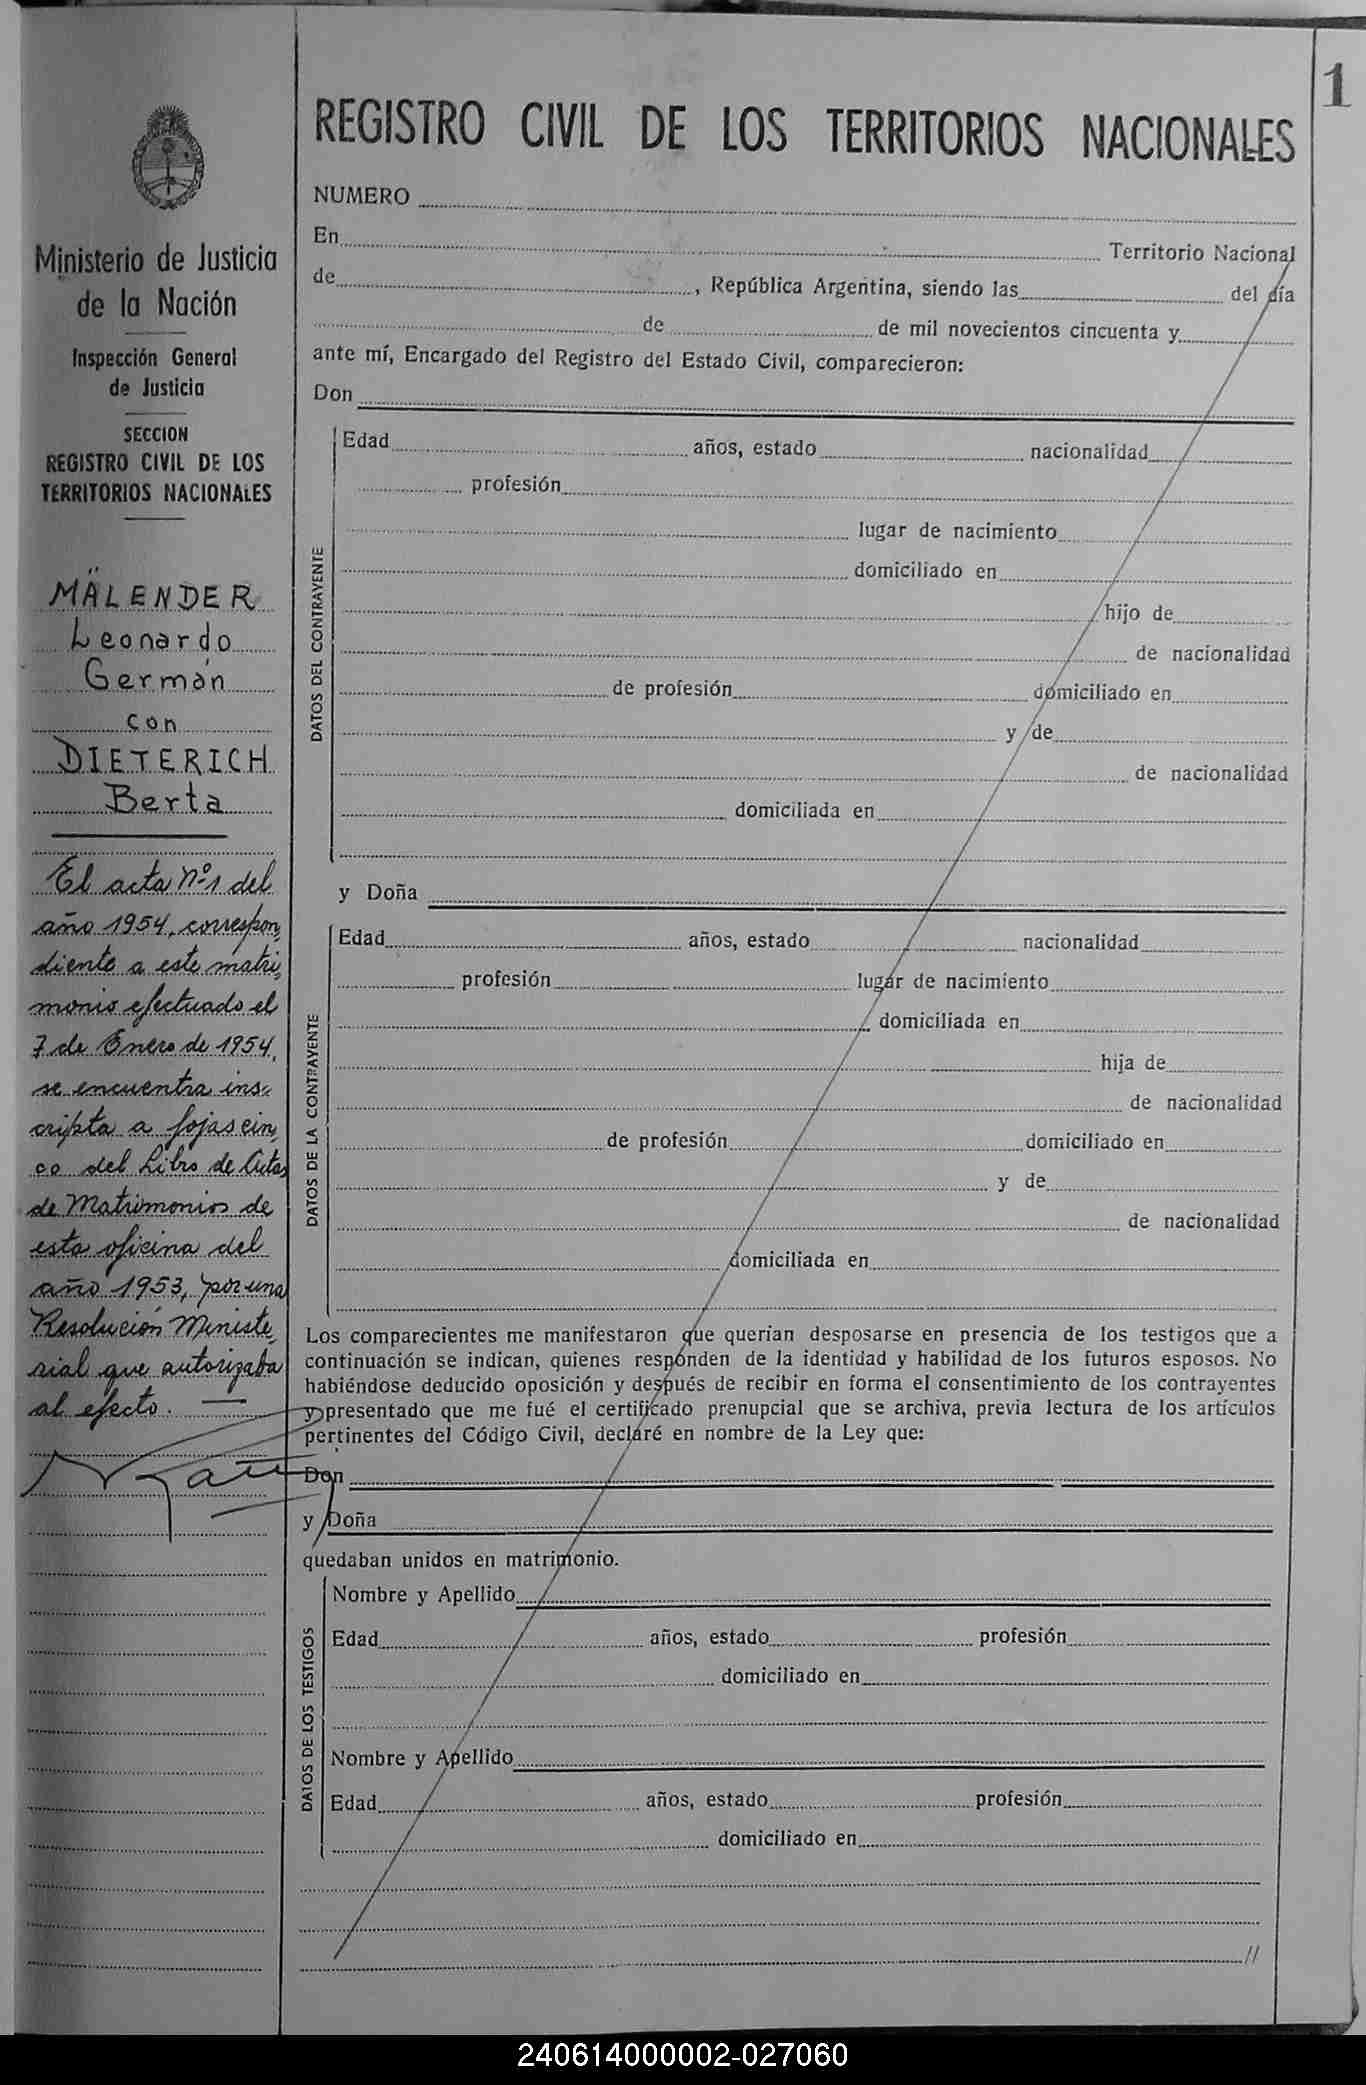 1
Ministerio de Justicia
de la Nación
Inspección General
de Justicia
SECCION
REGISTRO CIVIL DE LOS
TERRITORIOS NACIONALES
MÄLENDER
Leonardo
Germán
con
DIETERICH
Berta
El acta nº1 del
año 1954, correspon,
diente a este matri,
monio efectuado el
7 de Enero de 1954,
se encuentra ins,
cripta a fojas cin,
co del Libro de Actas
de Matrimonios de
esta oficina del
año 1953, por una
Resolución Ministe,
rial que autorizaba
al efecto.
REGISTRO CIVIL DE LOS TERRITORIOS NACIONALES
NUMERO
En Territorio Nacional
de , República Argentina, siendo las del día
de de mil novecientos cincuenta y
ante mí, Encargado del Registro del Estado Civil, comparecieron:
Don
DATOS DEL CONTRAYENTE
Edad años, estado nacionalidad
profesión
lugar de nacimiento
domiciliado en
hijo de
de nacionalidad
de profesión domiciliado en
y de
de nacionalidad
domiciliada en
y Doña
DATOS DE LA CONTRAYENTE
Edad años, estado nacionalidad
profesión lugar de nacimiento
domiciliada en
hija de
de nacionalidad
de profesión domiciliado en
y de
de nacionalidad
domiciliada en
Los comparecientes me manifestaron que querían desposarse en presencia de los testigos que a
continuación se indican, quienes responden de la identidad y habilidad de los futuros esposos. No
habiéndose deducido oposición y después de recibir en forma el consentimiento de los contrayentes
y presentado que me fué el certificado prenupcial que se archiva, previa lectura de los artículos
pertinentes del Código Civil, declaré en nombre de la Ley que:
Don
y Doña
quedaban unidos en matrimonio.
DATOS DE LOS TESTIGOS
Nombre y Apellido
Edad años, estado profesión
domiciliado en
Nombre y Apellido
Edad años, estado profesión
domiciliado en
//
240614000002-027060